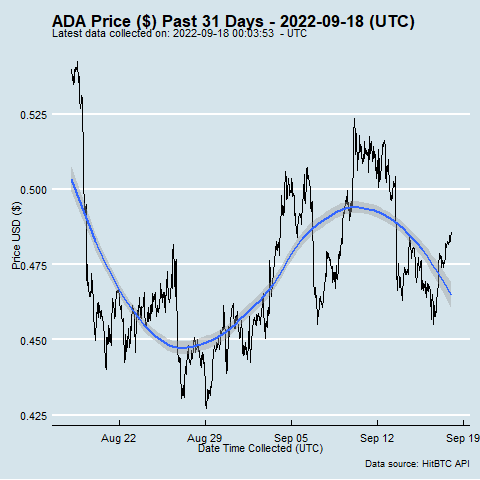 ADA Price ($) Past 31 Days - 2022-09-18 (UTC)
Latest data collected on: 2022-09-18 00:03:53 - UTC
Price USD ($)
0.525
0.500
0.475
0.450
0.425
Aug 22
Aug 29
Sep 05
Sep 12
Sep 19
Date Time Collected (UTC)
Data source: HitBTC API